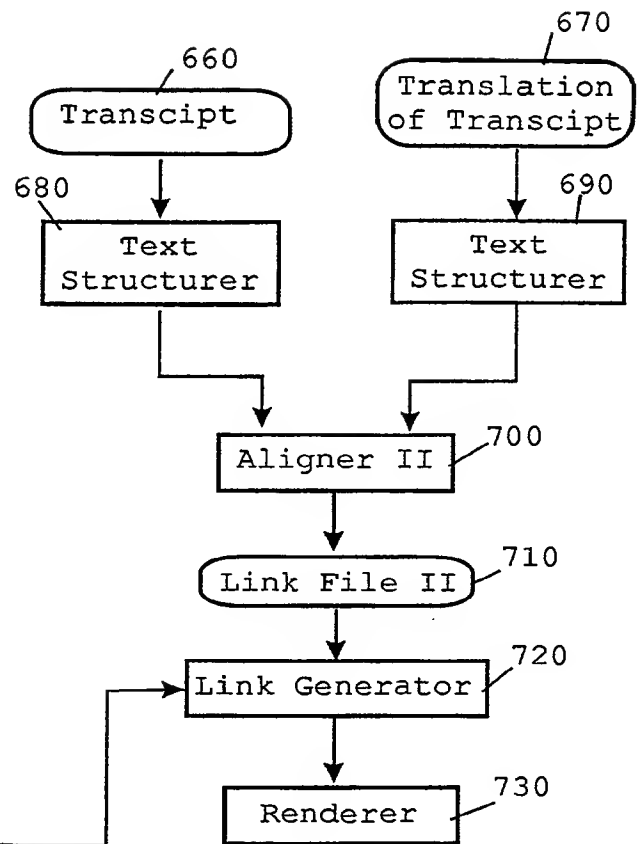 660
670
Transcipt
Translation
of Transcipt
680
690
Text
Structurer
Text
Structurer
700
Aligner II
710
Link File II
720
Link Generator
730
Renderer